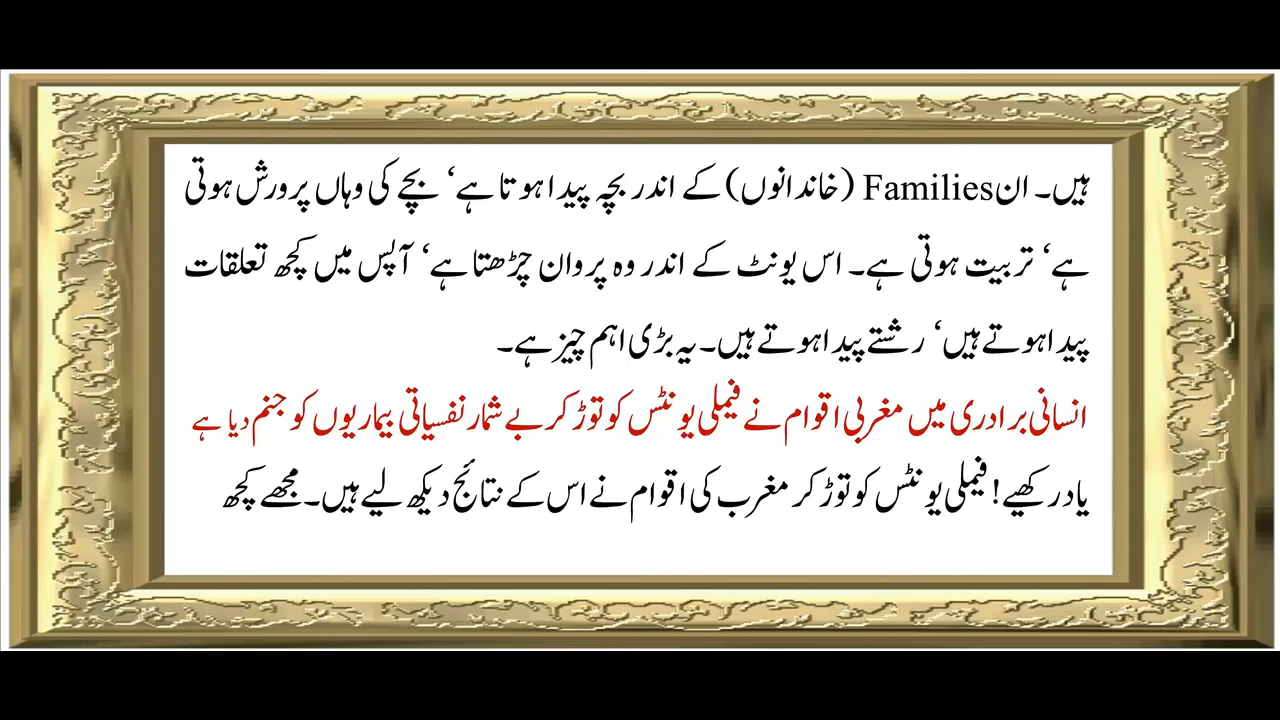 ہیں۔ ان Families (خاندانوں) کے اندر بچہ پیدا ہوتا ہے‘ بچے کی وہاں پرورش ہوتی
ہے‘ تربیت ہوتی ہے۔ اس یونٹ کے اندر وہ پروان چڑھتا ہے‘ آپس میں کچھ تعلقات
پیدا ہوتے ہیں‘ رشتے پیدا ہوتے ہیں۔ یہ بڑی اہم چیز ہے۔
انسانی برادری میں مغربی اقوام نے فیملی یونٹس کو توڑ کر بے شمار نفسیاتی بیماریوں کو جنم دیا ہے
یاد رکھیے! فیملی یونٹس کو توڑ کر مغرب کی اقوام نے اس کے نتائج دیکھ لیے ہیں۔ مجھے کچھ